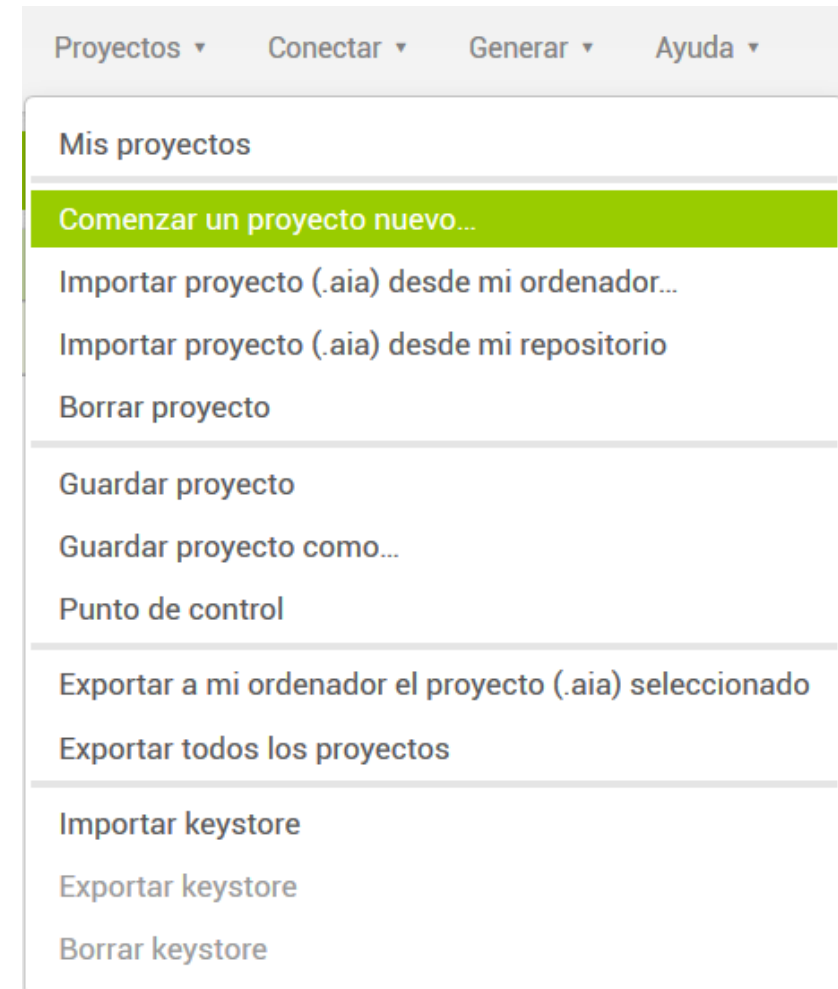 Proyectos ▾ Conectar ▾ Generar ▾ Ayuda ▾
Mis proyectos
Comenzar un proyecto nuevo...
Importar proyecto (.aia) desde mi ordenador...
Importar proyecto (.aia) desde mi repositorio
Borrar proyecto
Guardar proyecto
Guardar proyecto como...
Punto de control
Exportar a mi ordenador el proyecto (.aia) seleccionado
Exportar todos los proyectos
Importar keystore
Exportar keystore
Borrar keystore